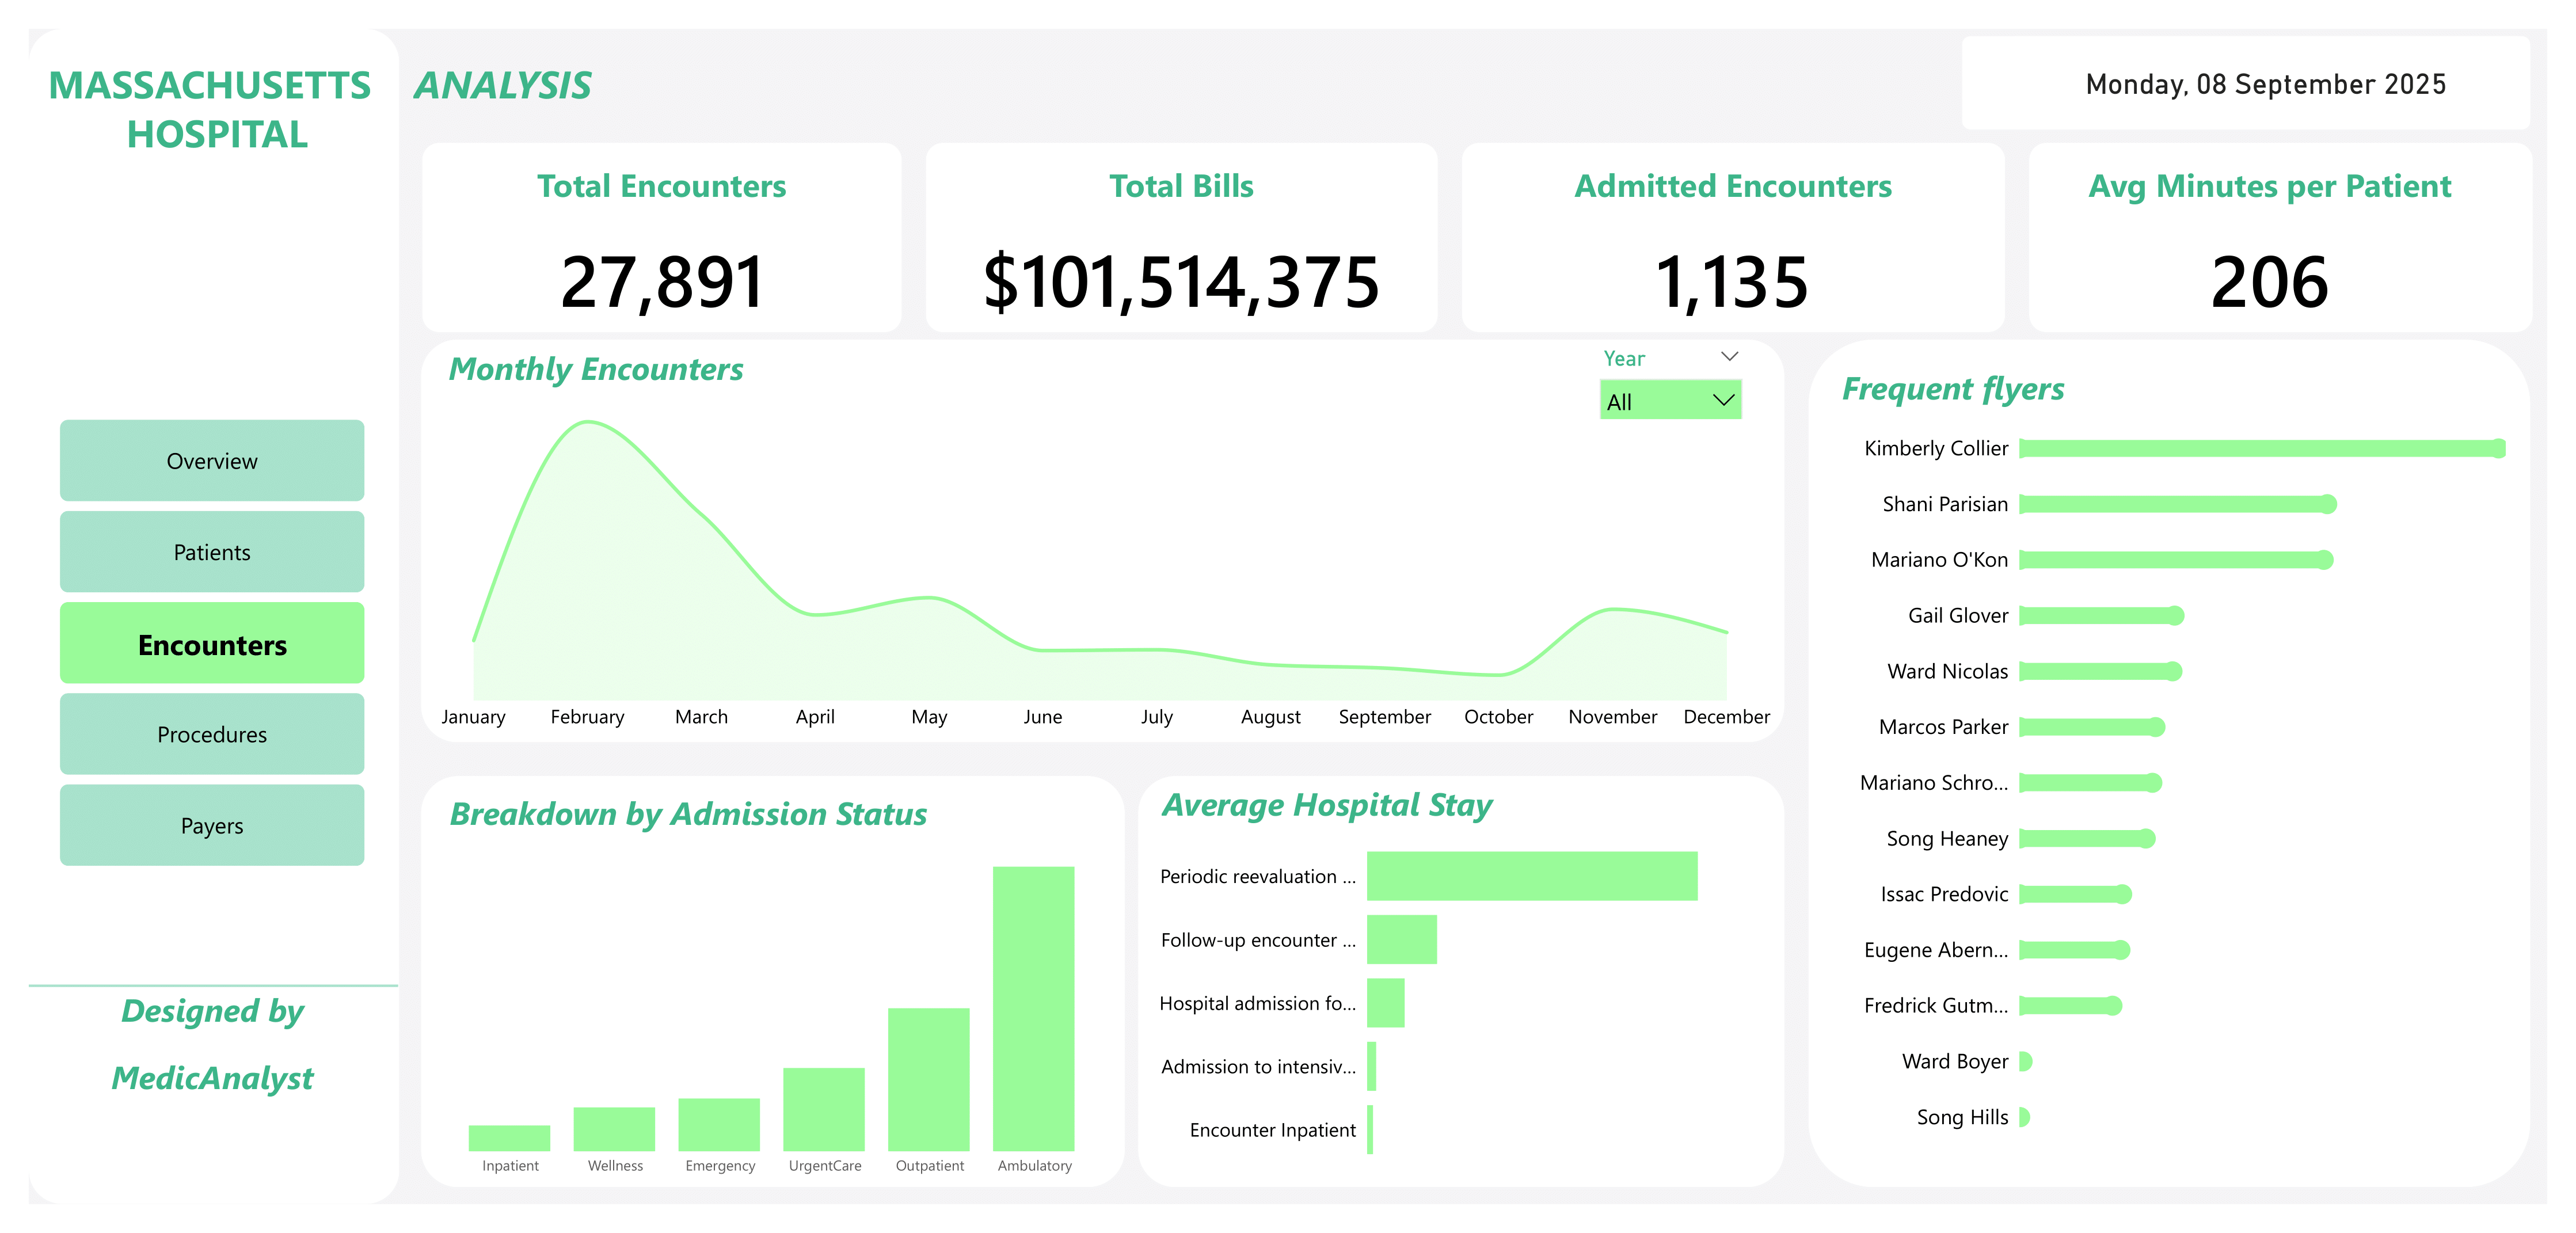 MASSACHUSETTS
HOSPITAL
Overview
Patients
Encounters
Procedures
Payers
Designed by
MedicAnalyst
ANALYSIS
Monday, 08 September 2025
Total Encounters
27,891
Total Bills
$101,514,375
Admitted Encounters
1,135
Avg Minutes per Patient
206
Monthly Encounters
Year
All
January February March April May June July August September October November December
Breakdown by Admission Status
Inpatient Wellness Emergency UrgentCare Outpatient Ambulatory
Average Hospital Stay
Periodic reevaluation ...
Follow-up encounter ...
Hospital admission fo...
Admission to intensiv...
Encounter Inpatient
Frequent flyers
Kimberly Collier
Shani Parisian
Mariano O'Kon
Gail Glover
Ward Nicolas
Marcos Parker
Mariano Schro...
Song Heaney
Issac Predovic
Eugene Abern...
Fredrick Gutm...
Ward Boyer
Song Hills